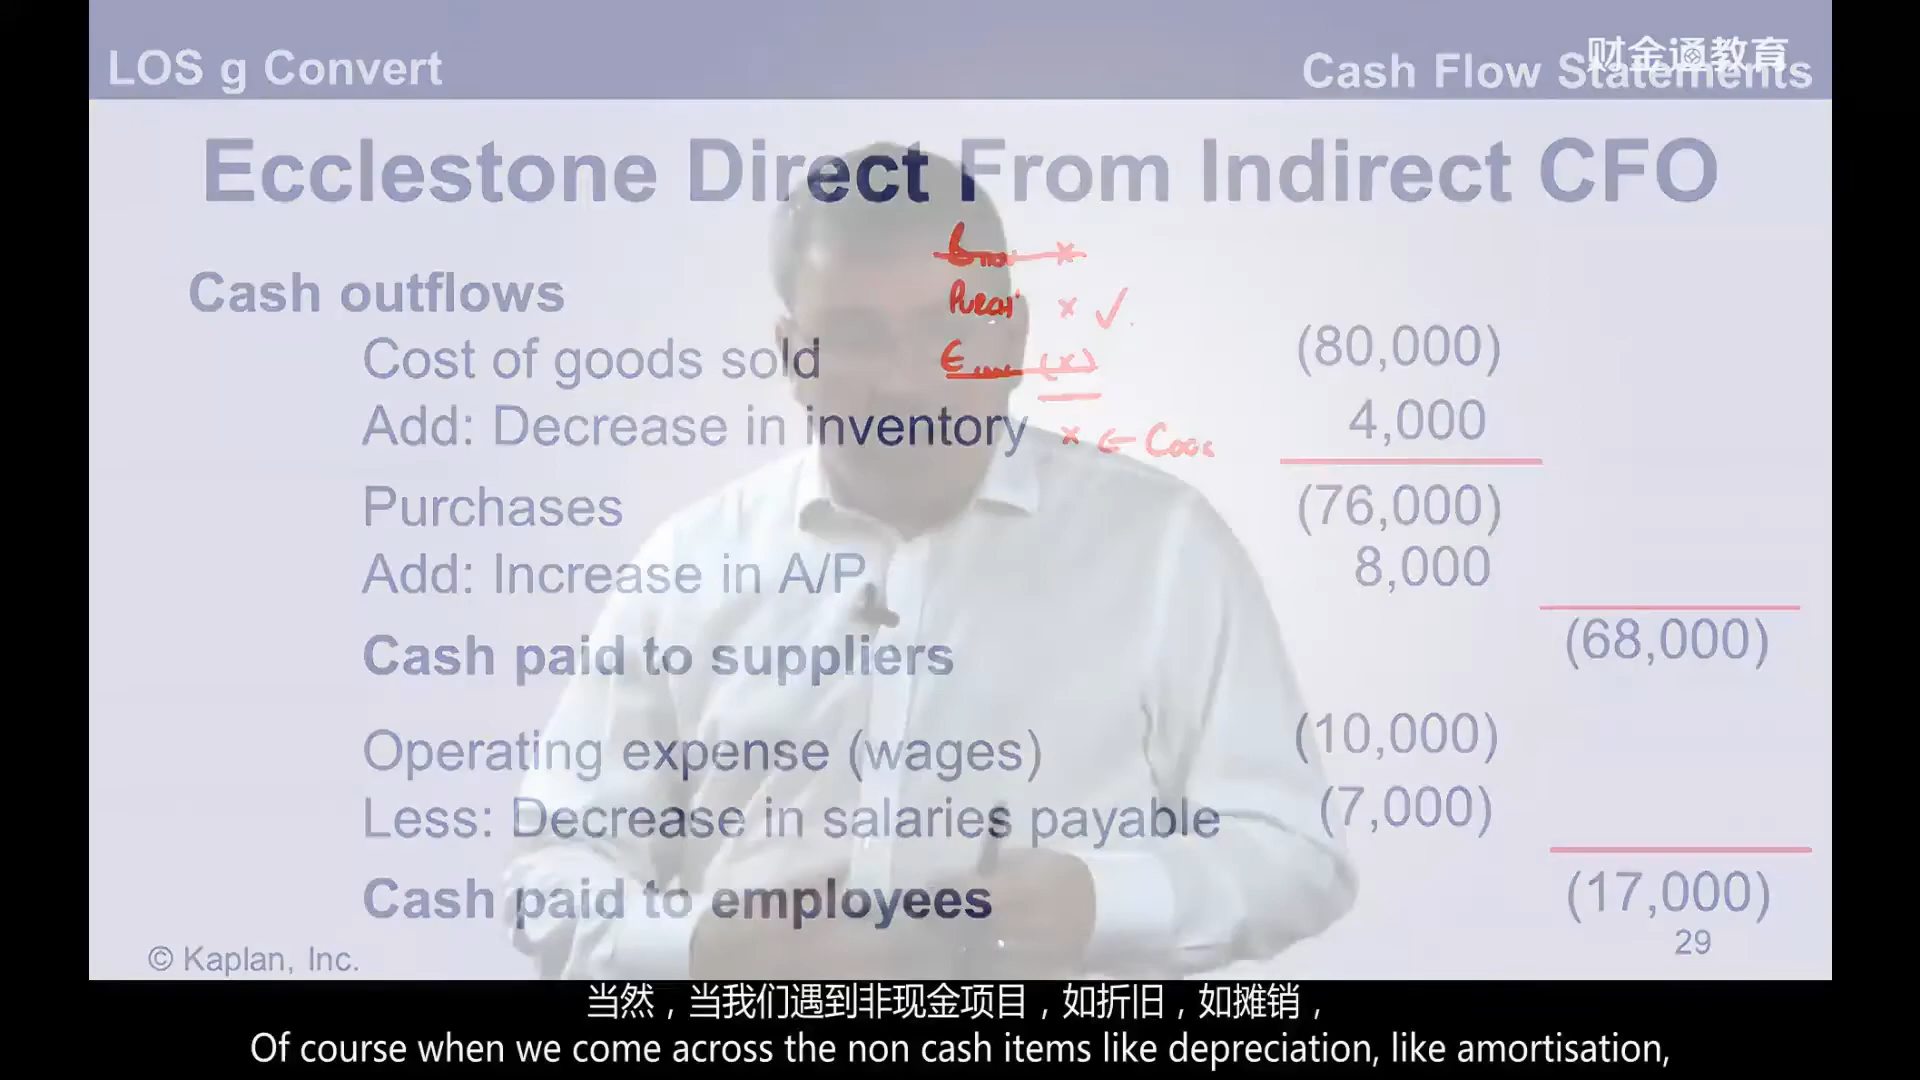 LOS g Convert
Cash Flow Statements
财金通教育
Ecclestone Direct From Indirect CFO
Cash outflows
Purch x ✓
Cost of goods sold (80,000)
Add: Decrease in inventory x ← COGS 4,000
Purchases (76,000)
Add: Increase in A/P 8,000
Cash paid to suppliers (68,000)
Operating expense (wages) (10,000)
Less: Decrease in salaries payable (7,000)
Cash paid to employees (17,000)
© Kaplan, Inc.
29
当然，当我们遇到非现金项目，如折旧，如摊销，
Of course when we come across the non cash items like depreciation, like amortisation,